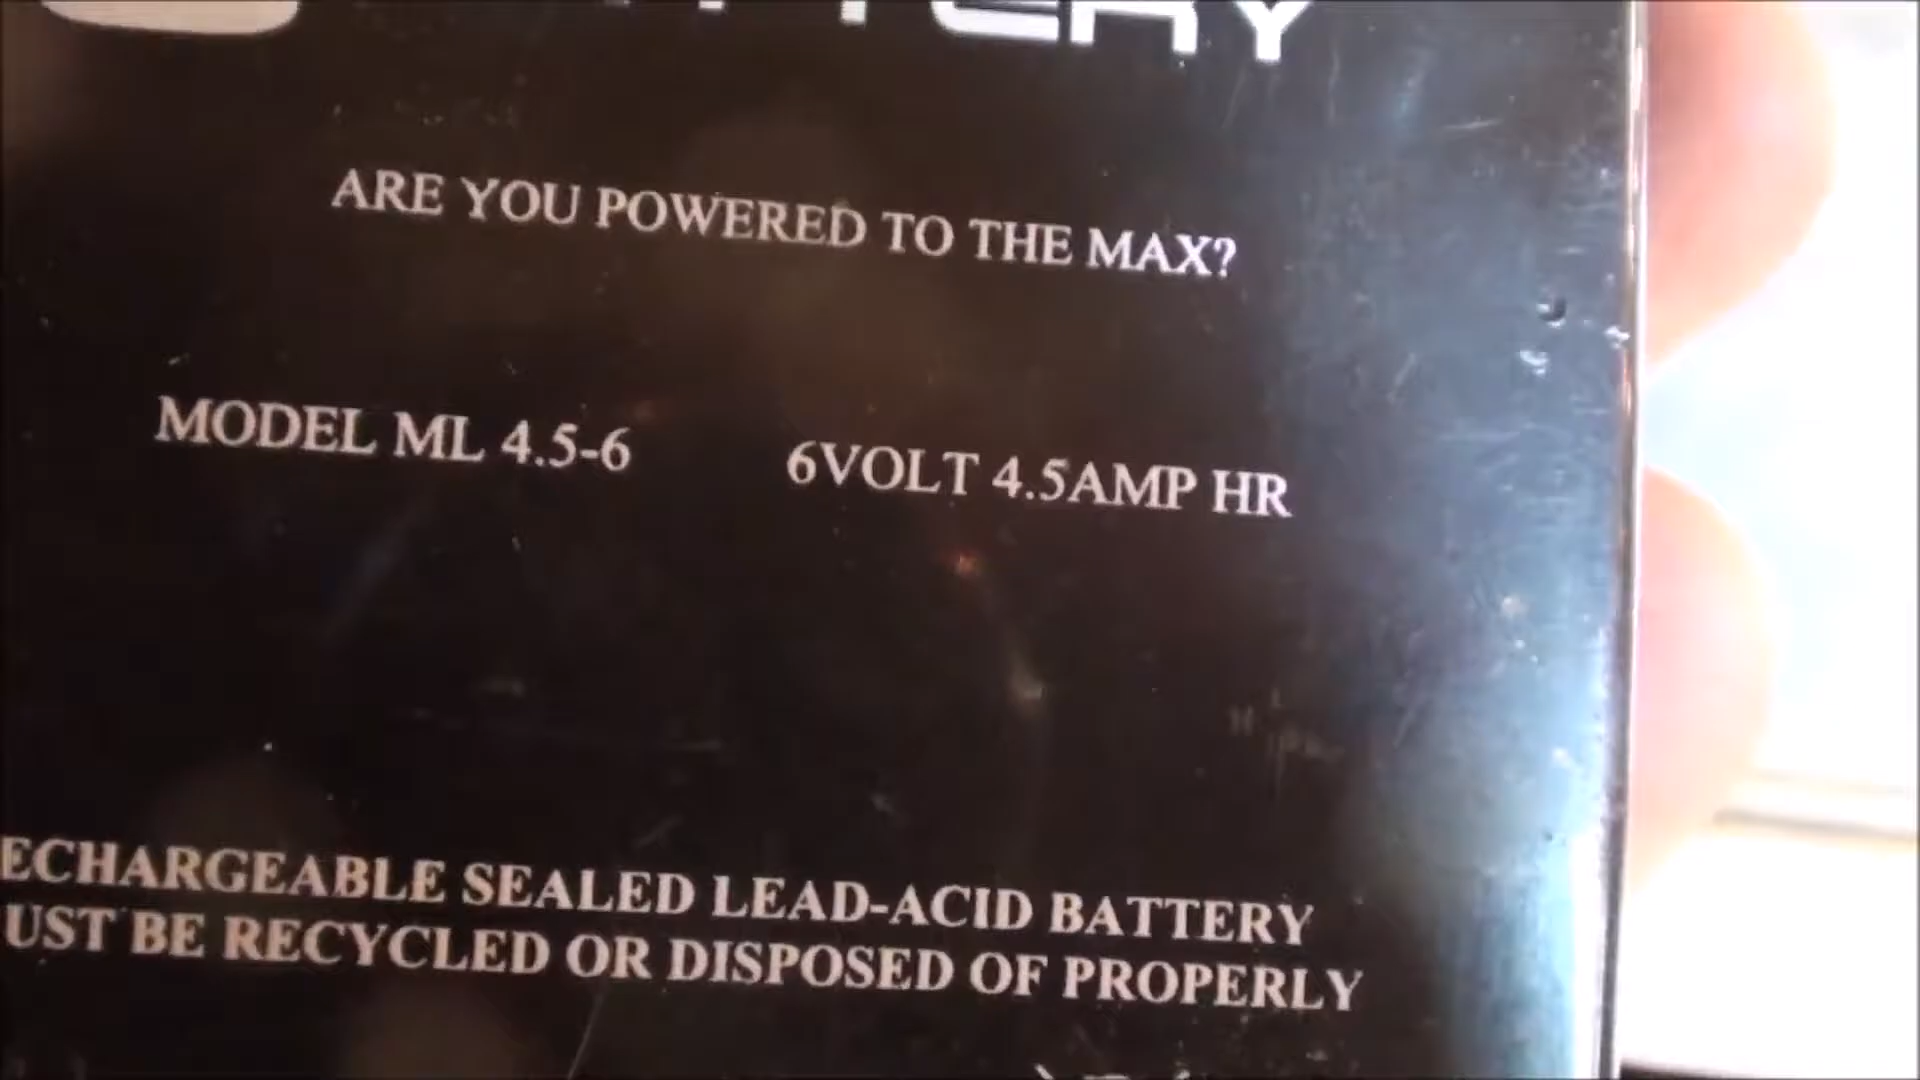 ARE YOU POWERED TO THE MAX?
MODEL ML 4.5-6 6VOLT 4.5AMP HR
ECHARGEABLE SEALED LEAD-ACID BATTERY
UST BE RECYCLED OR DISPOSED OF PROPERLY